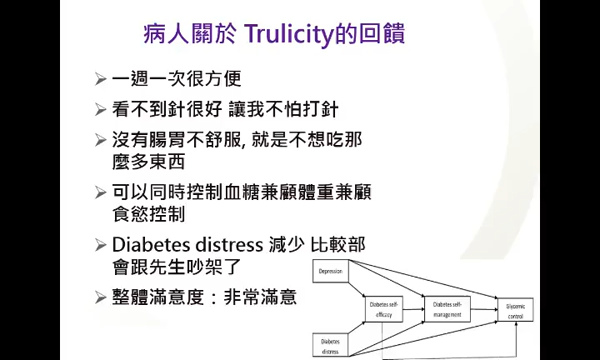 病人關於 Trulicity的回饋
一週一次很方便
看不到針很好 讓我不怕打針
沒有腸胃不舒服, 就是不想吃那
麼多東西
可以同時控制血糖兼顧體重兼顧
食慾控制
Diabetes distress 減少 比較部
會跟先生吵架了
整體滿意度：非常滿意
Depression
Diabetes self-
efficacy
Diabetes self-
management
Glycemic
control
Diabetes
distress